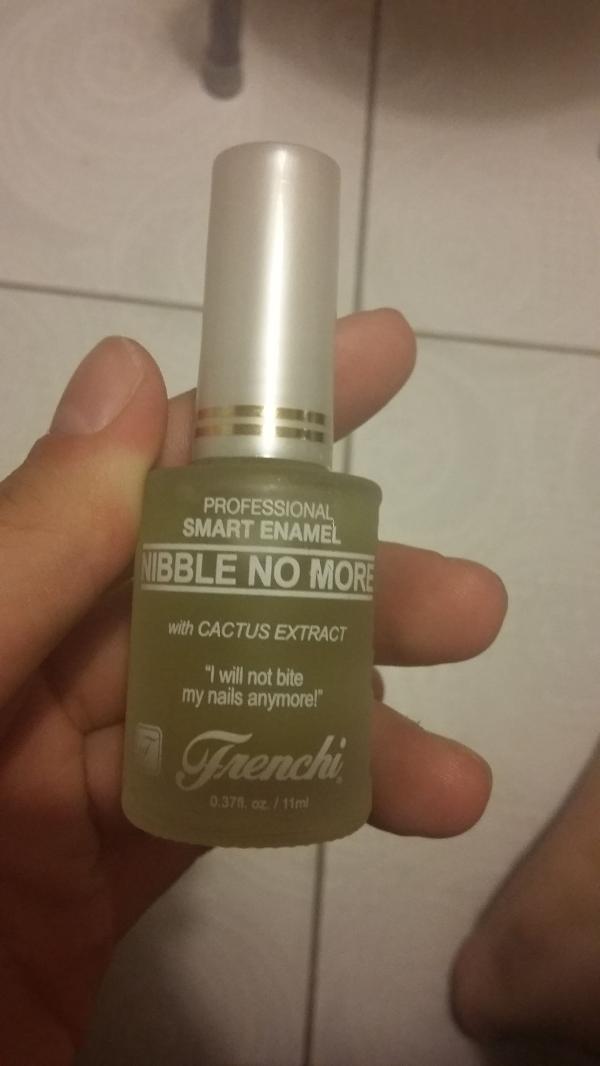 PROFESSIONAL
SMART ENAMEL
NIBBLE NO MORE
with CACTUS EXTRACT
"I will not bite
my nails anymore!"
Frenchi
0.37fl. oz. / 11ml